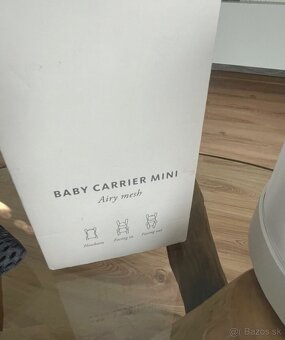 BABY CARRIER MINI
Airy mesh
Newborn Facing in Facing out
© Bazos.sk